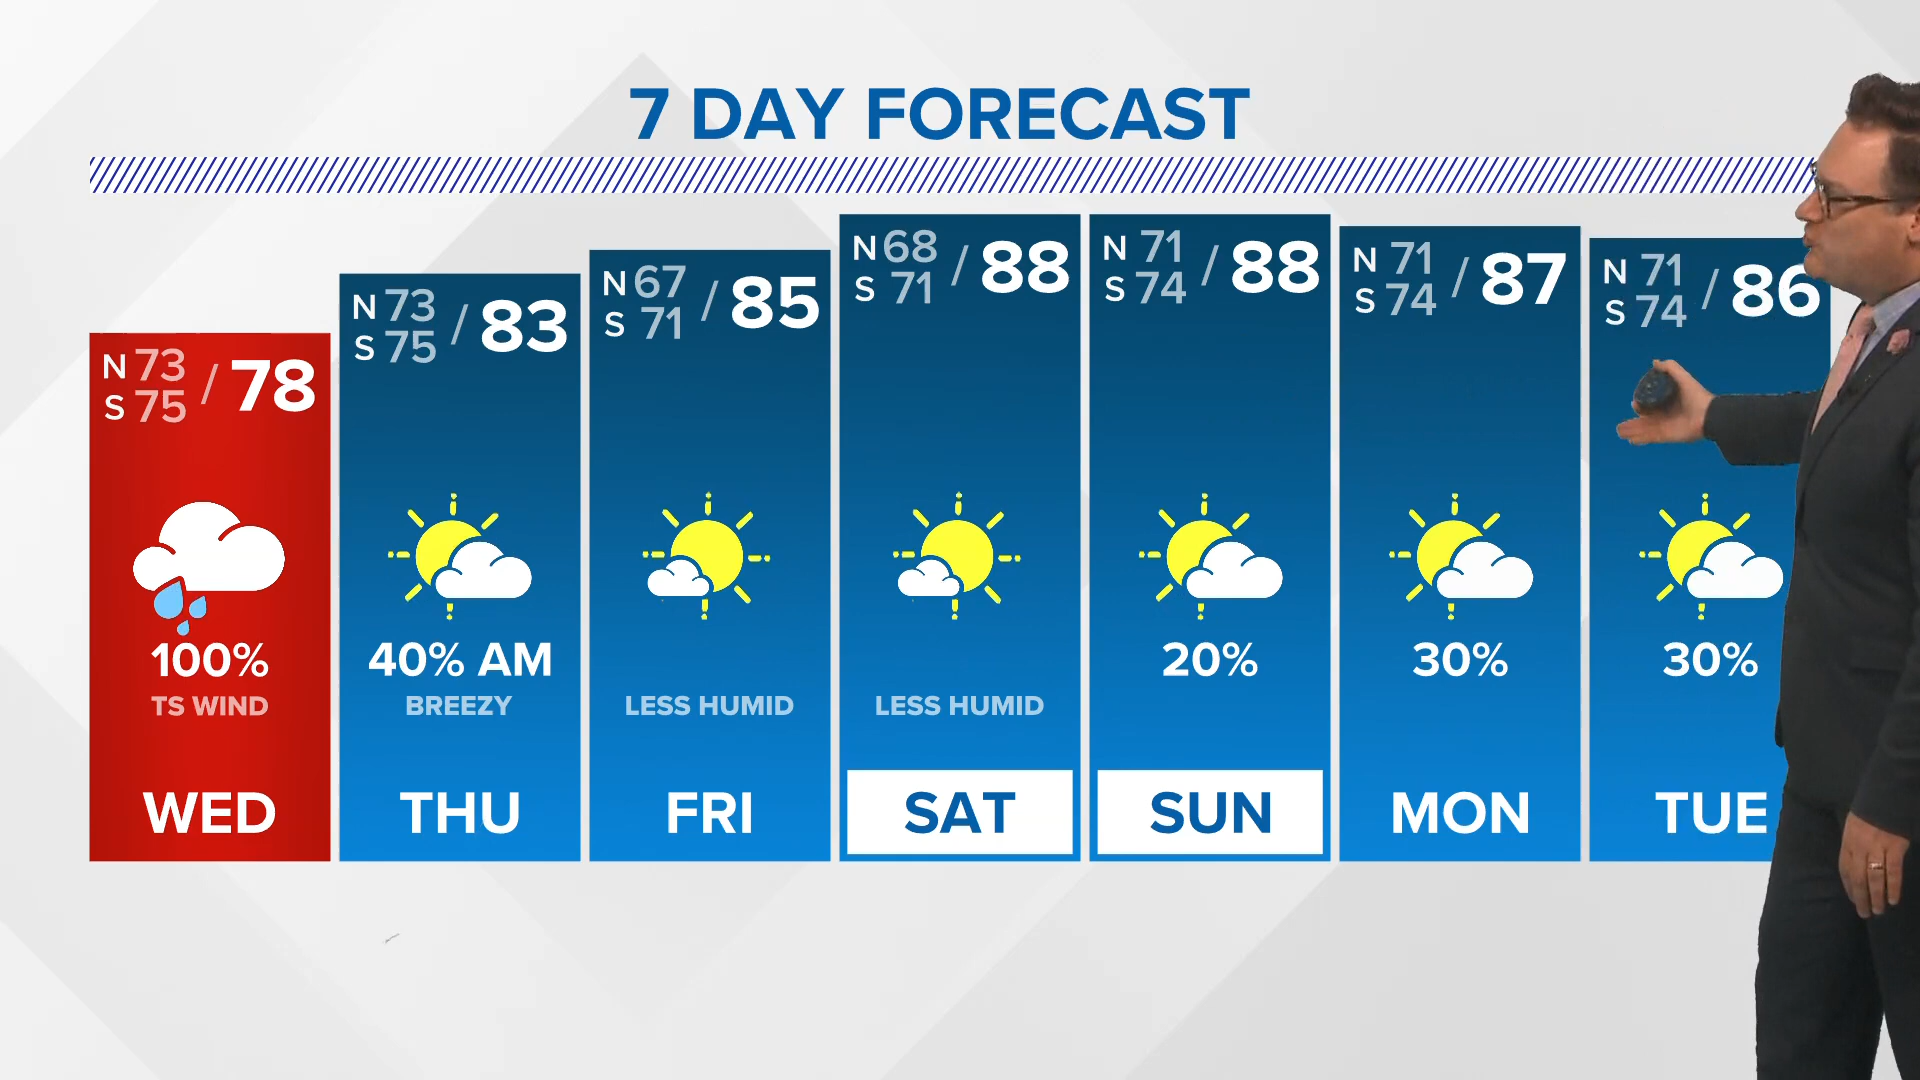 7 DAY FORECAST
N 73 / 78
S 75
100%
TS WIND
WED
N 73 / 83
S 75
40% AM
BREEZY
THU
N 67 / 85
S 71
LESS HUMID
FRI
N 68 / 88
S 71
LESS HUMID
SAT
N 71 / 88
S 74
20%
SUN
N 71 / 87
S 74
30%
MON
N 71 / 86
S 74
30%
TUE